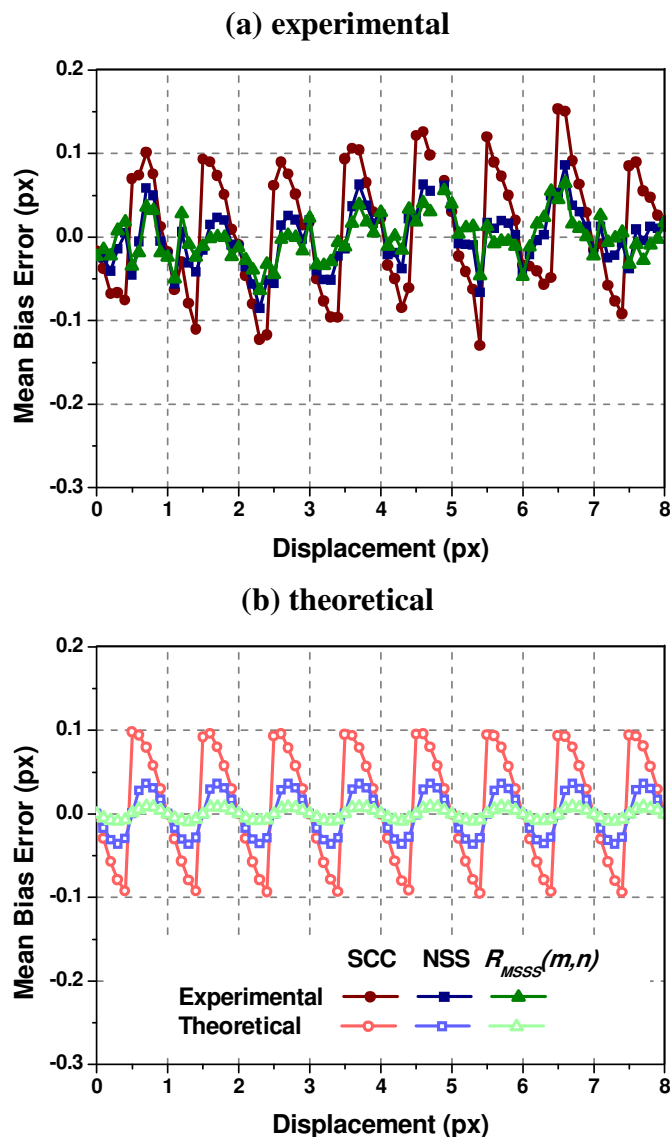 (a) experimental
0.2
0.1
0.0
-0.1
-0.2
-0.3
Mean Bias Error (px)
0 1 2 3 4 5 6 7 8
Displacement (px)
(b) theoretical
0.2
0.1
0.0
-0.1
-0.2
-0.3
Mean Bias Error (px)
SCC NSS R_MSSS(m,n)
Experimental
Theoretical
0 1 2 3 4 5 6 7 8
Displacement (px)